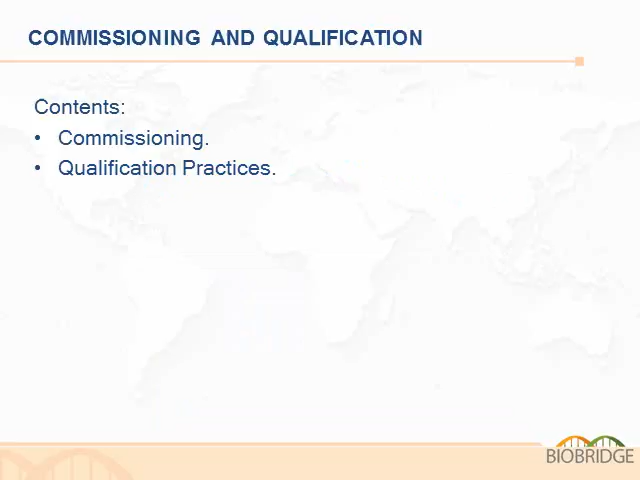 COMMISSIONING AND QUALIFICATION
Contents:
• Commissioning.
• Qualification Practices.
BIOBRIDGE